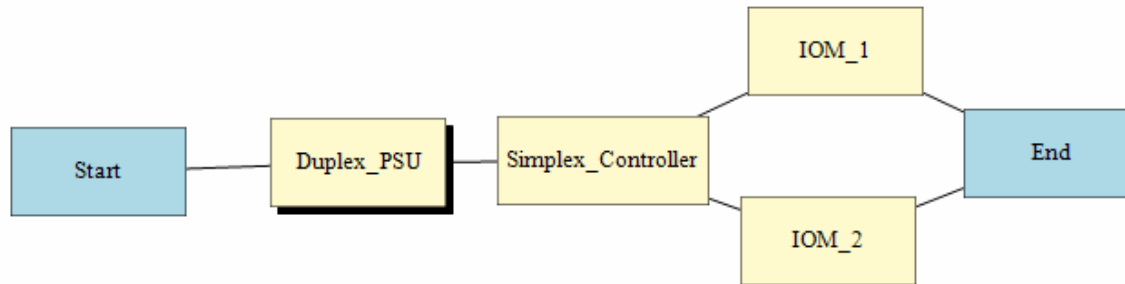 Start
Duplex_PSU
Simplex_Controller
IOM_1
IOM_2
End